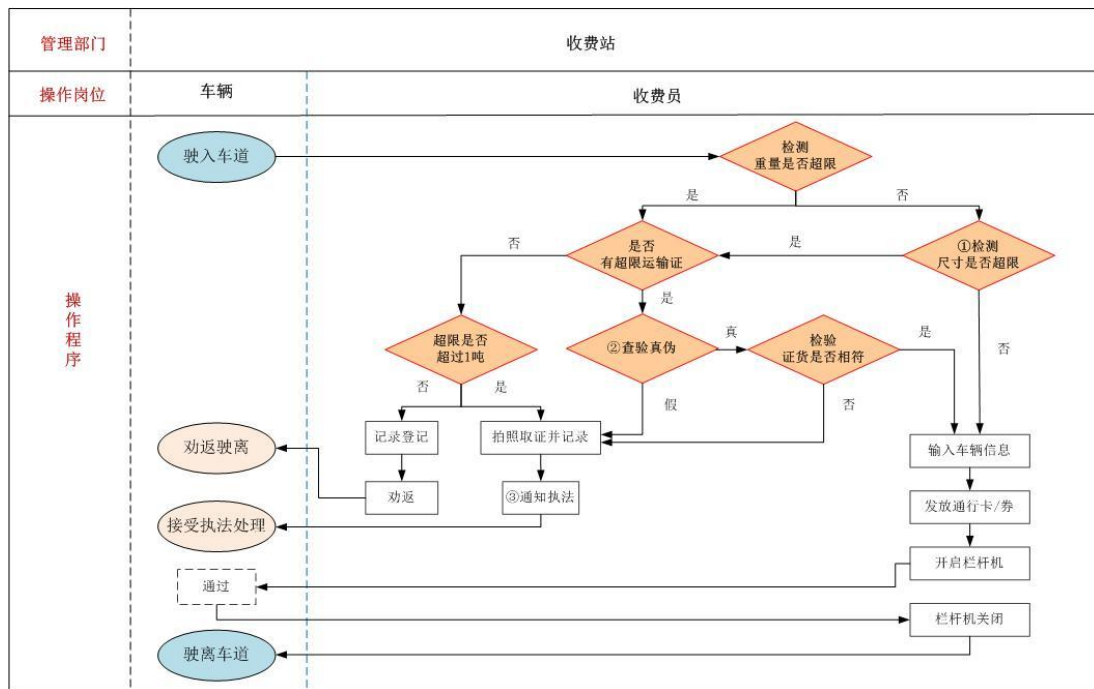 管理部门
收费站
操作岗位
车辆
收费员
操
作
程
序
驶入车道
检测
重量是否超限
是
否
是否
有超限运输证
是
①检测
尺寸是否超限
否
是
否
超限是否
超过1吨
②查验真伪
真
检验
证货是否相符
是
否
是
假
否
记录登记
拍照取证并记录
输入车辆信息
劝返驶离
劝返
③通知执法
发放通行卡/券
接受执法处理
开启栏杆机
通过
栏杆机关闭
驶离车道